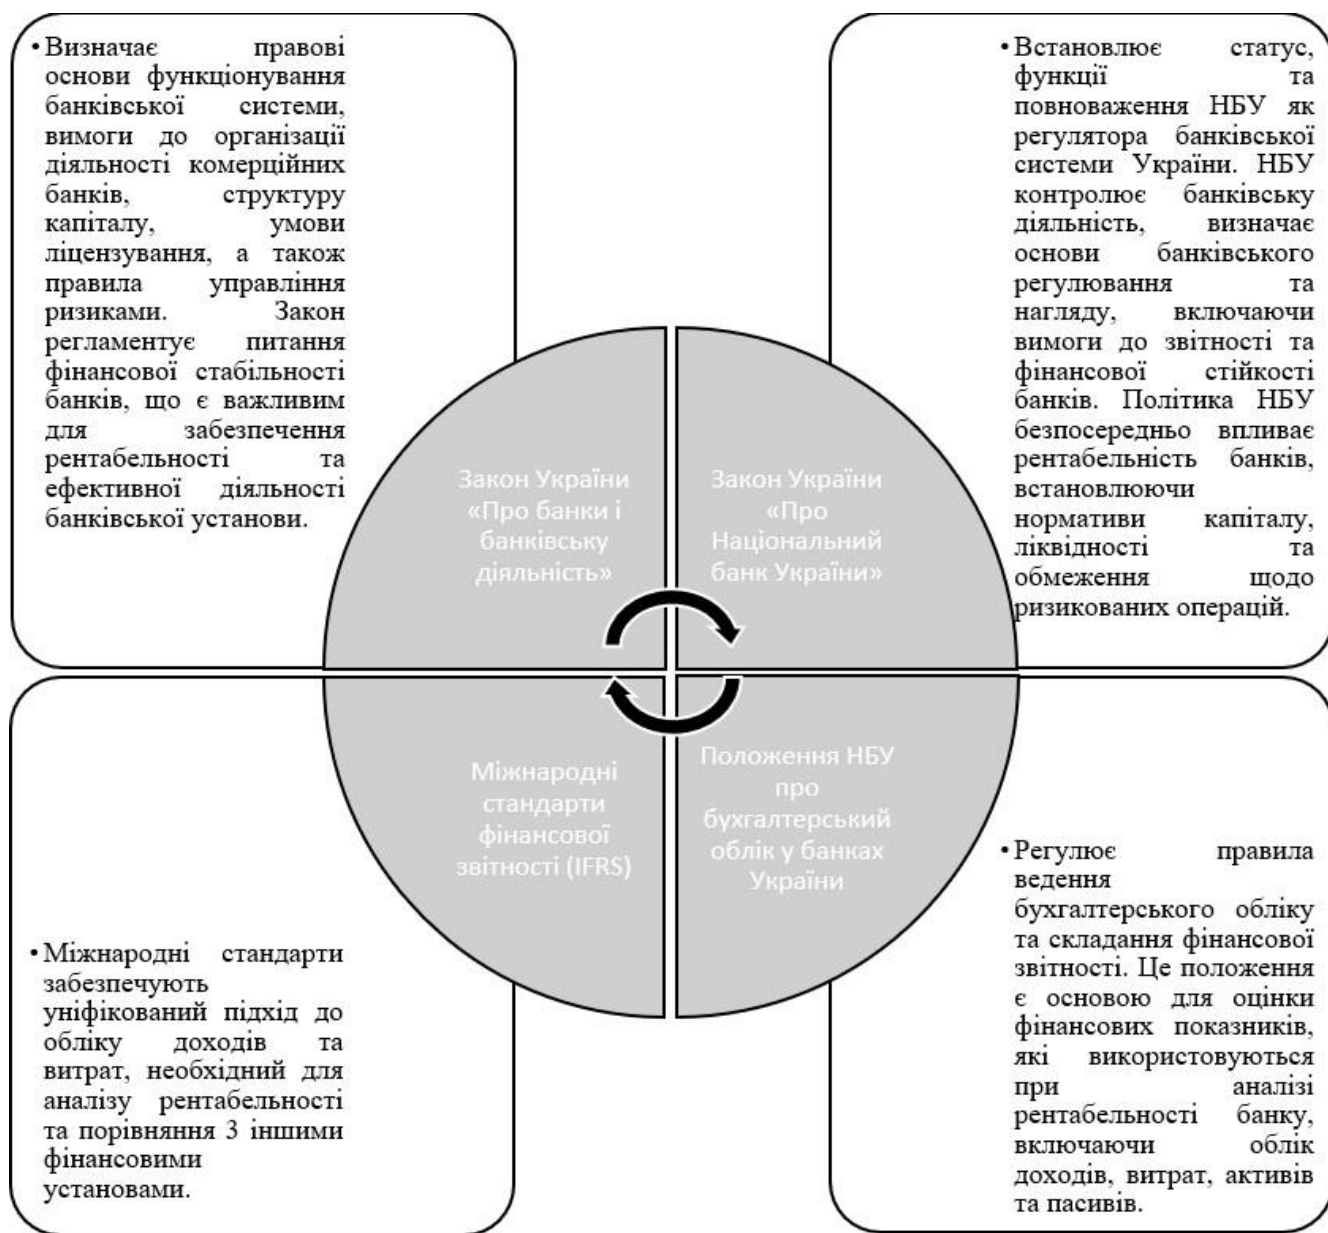 • Визначає правові
основи функціонування
банківської системи,
вимоги до організації
діяльності комерційних
банків, структуру
капіталу, умови
ліцензування, а також
правила управління
ризиками. Закон
регламентує питання
фінансової стабільності
банків, що є важливим
для забезпечення
рентабельності та
ефективної діяльності
банківської установи.
• Встановлює статус,
функції та
повноваження НБУ як
регулятора банківської
системи України. НБУ
контролює банківську
діяльність, визначає
основи банківського
регулювання та
нагляду, включаючи
вимоги до звітності та
фінансової стійкості
банків. Політика НБУ
безпосередньо впливає
рентабельність банків,
встановлюючи
нормативи капіталу,
ліквідності та
обмеження щодо
ризикованих операцій.
Закон України
«Про банки і
банківську
діяльність»
Закон України
«Про
Національний
банк України»
Міжнародні
стандарти
фінансової
звітності (IFRS)
Положення НБУ
про
бухгалтерський
облік у банках
України
• Міжнародні стандарти
забезпечують
уніфікований підхід до
обліку доходів та
витрат, необхідний для
аналізу рентабельності
та порівняння 3 іншими
фінансовими
установами.
• Регулює правила
ведення
бухгалтерського обліку
та складання фінансової
звітності. Це положення
є основою для оцінки
фінансових показників,
які використовуються
при аналізі
рентабельності банку,
включаючи облік
доходів, витрат, активів
та пасивів.